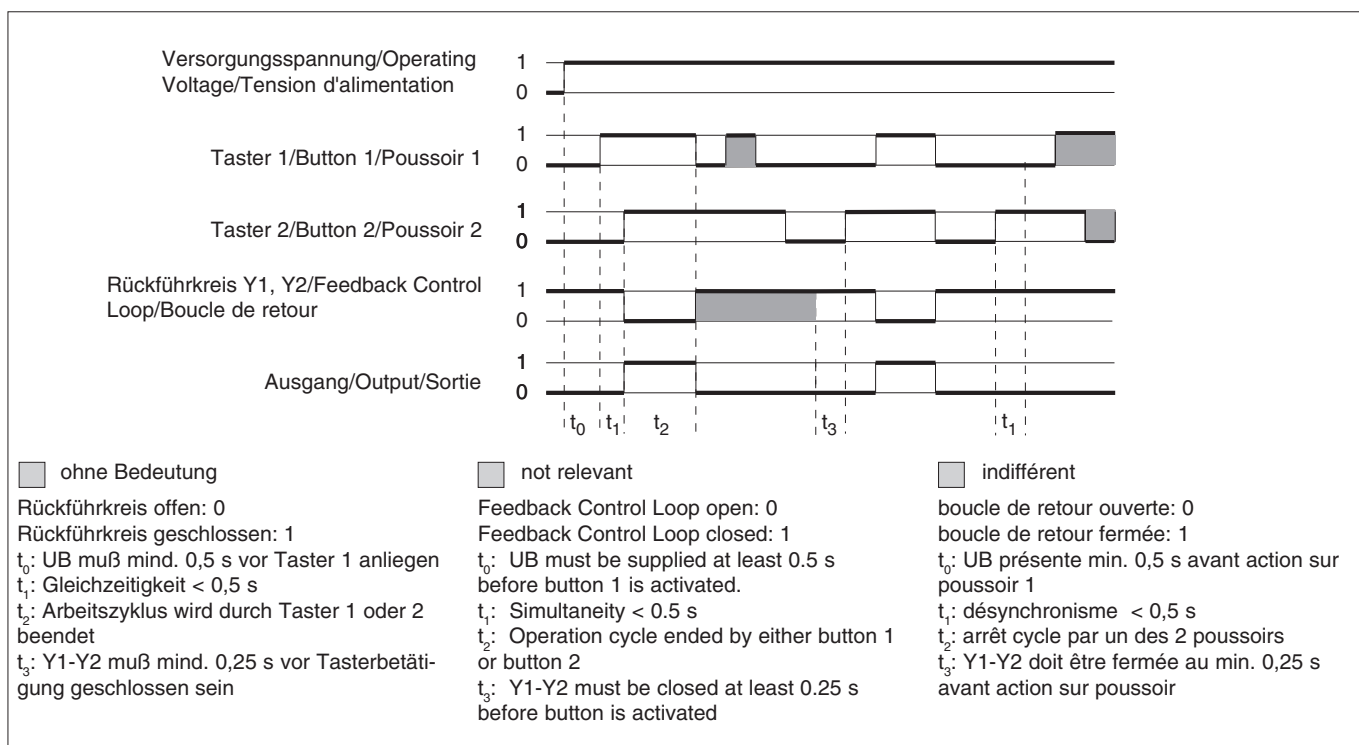 Versorgungsspannung/Operating
Voltage/Tension d'alimentation
1
0
Taster 1/Button 1/Poussoir 1
1
0
Taster 2/Button 2/Poussoir 2
1
0
Rückführkreis Y1, Y2/Feedback Control
Loop/Boucle de retour
1
0
Ausgang/Output/Sortie
1
0
t0 t1 t2 t3 t1
ohne Bedeutung
Rückführkreis offen: 0
Rückführkreis geschlossen: 1
t0: UB muß mind. 0,5 s vor Taster 1 anliegen
t1: Gleichzeitigkeit < 0,5 s
t2: Arbeitszyklus wird durch Taster 1 oder 2
beendet
t3: Y1-Y2 muß mind. 0,25 s vor Tasterbetäti-
gung geschlossen sein
not relevant
Feedback Control Loop open: 0
Feedback Control Loop closed: 1
t0: UB must be supplied at least 0.5 s
before button 1 is activated.
t1: Simultaneity < 0.5 s
t2: Operation cycle ended by either button 1
or button 2
t3: Y1-Y2 must be closed at least 0.25 s
before button is activated
indifférent
boucle de retour ouverte: 0
boucle de retour fermée: 1
t0: UB présente min. 0,5 s avant action sur
poussoir 1
t1: désynchronisme < 0,5 s
t2: arrêt cycle par un des 2 poussoirs
t3: Y1-Y2 doit être fermée au min. 0,25 s
avant action sur poussoir